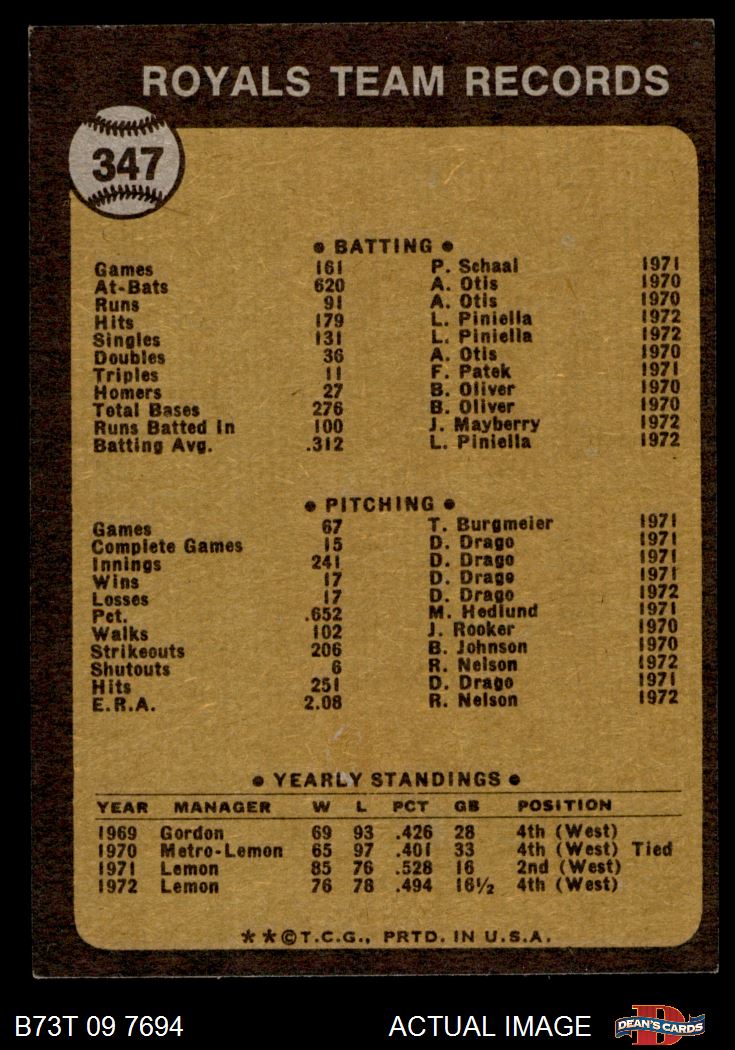 ROYALS TEAM RECORDS
347
● BATTING ●
Games 161 P. Schaal 1971
At-Bats 620 A. Otis 1970
Runs 91 A. Otis 1970
Hits 179 L. Piniella 1972
Singles 131 L. Piniella 1972
Doubles 36 A. Otis 1970
Triples 11 F. Patek 1971
Homers 27 B. Oliver 1970
Total Bases 276 B. Oliver 1970
Runs Batted In 100 J. Mayberry 1972
Batting Avg. .312 L. Piniella 1972
● PITCHING ●
Games 67 T. Burgmeier 1971
Complete Games 15 D. Drago 1971
Innings 241 D. Drago 1971
Wins 17 D. Drago 1971
Losses 17 D. Drago 1972
Pct. .652 M. Hedlund 1971
Walks 102 J. Rooker 1970
Strikeouts 206 B. Johnson 1970
Shutouts 6 R. Nelson 1972
Hits 251 D. Drago 1971
E.R.A. 2.08 R. Nelson 1972
● YEARLY STANDINGS ●
YEAR MANAGER W L PCT GB POSITION
1969 Gordon 69 93 .426 28 4th (West)
1970 Metro-Lemon 65 97 .401 33 4th (West) Tied
1971 Lemon 85 76 .528 16 2nd (West)
1972 Lemon 76 78 .494 16½ 4th (West)
★★©T.C.G., PRTD. IN U.S.A.
B73T 09 7694 ACTUAL IMAGE
D
DEAN'S CARDS